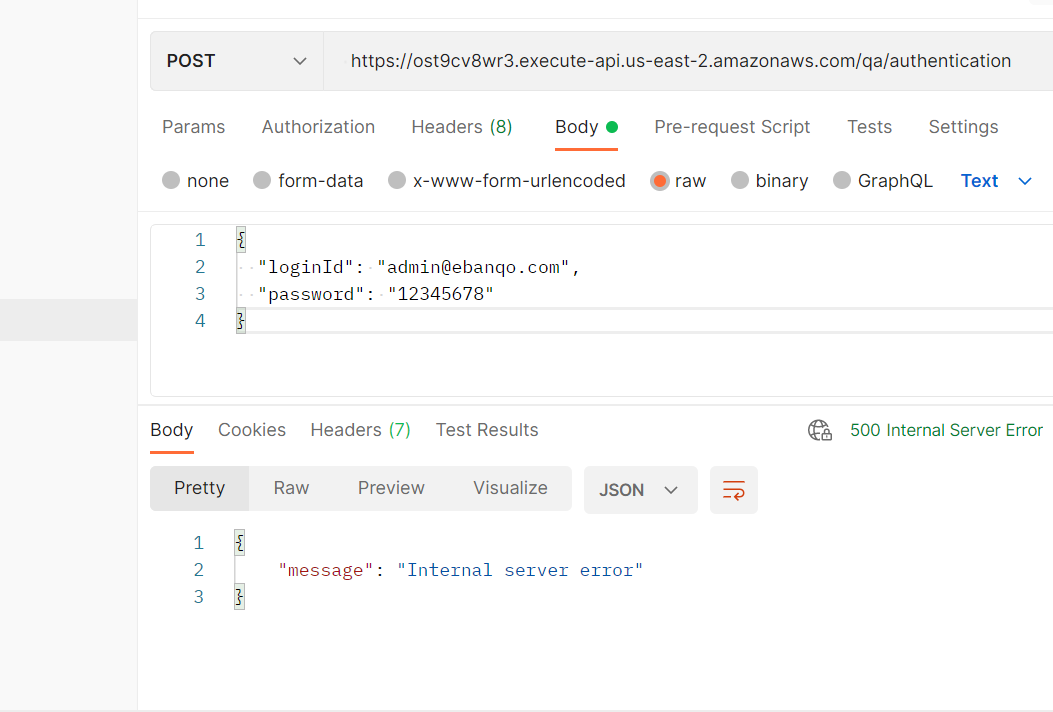 POST https://ost9cv8wr3.execute-api.us-east-2.amazonaws.com/qa/authentication
Params Authorization Headers (8) Body Pre-request Script Tests Settings
none form-data x-www-form-urlencoded raw binary GraphQL Text
1 {
2 "loginId": "admin@ebanqo.com",
3 "password": "12345678"
4 }
Body Cookies Headers (7) Test Results 500 Internal Server Error
Pretty Raw Preview Visualize JSON
1 {
2 "message": "Internal server error"
3 }